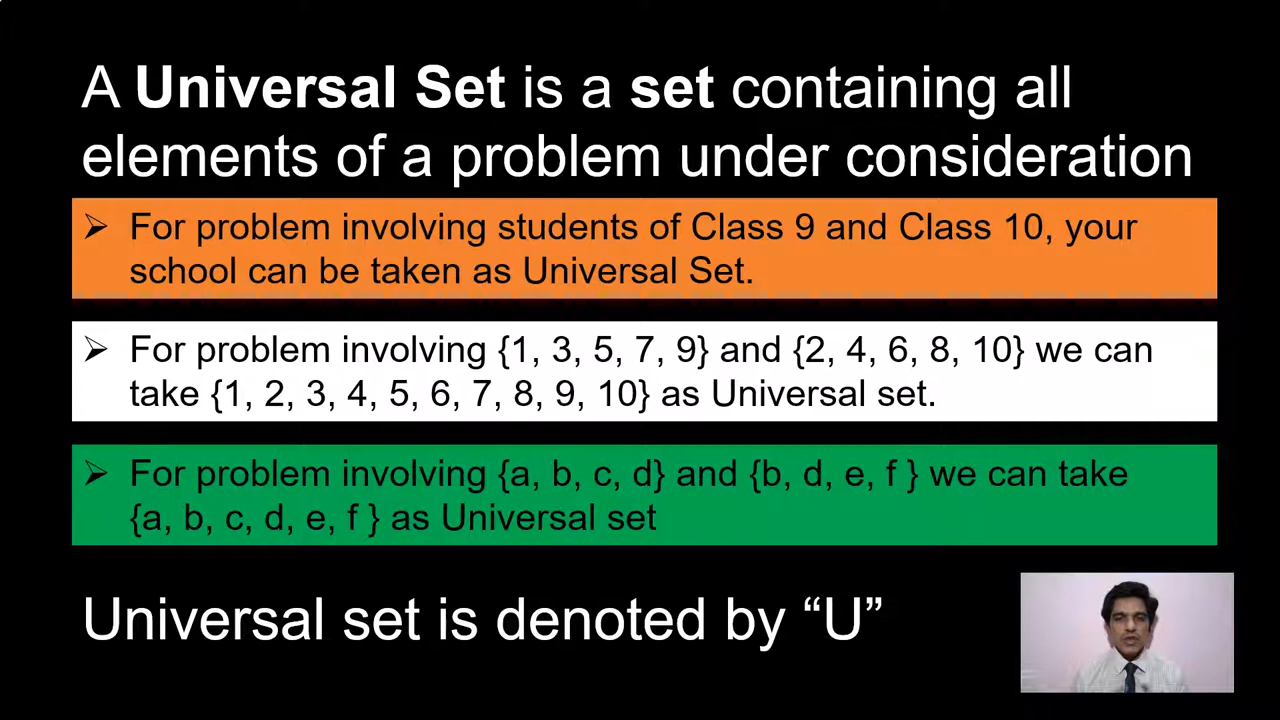 A Universal Set is a set containing all
elements of a problem under consideration
➢ For problem involving students of Class 9 and Class 10, your
school can be taken as Universal Set.
➢ For problem involving {1, 3, 5, 7, 9} and {2, 4, 6, 8, 10} we can
take {1, 2, 3, 4, 5, 6, 7, 8, 9, 10} as Universal set.
➢ For problem involving {a, b, c, d} and {b, d, e, f } we can take
{a, b, c, d, e, f } as Universal set
Universal set is denoted by “U”